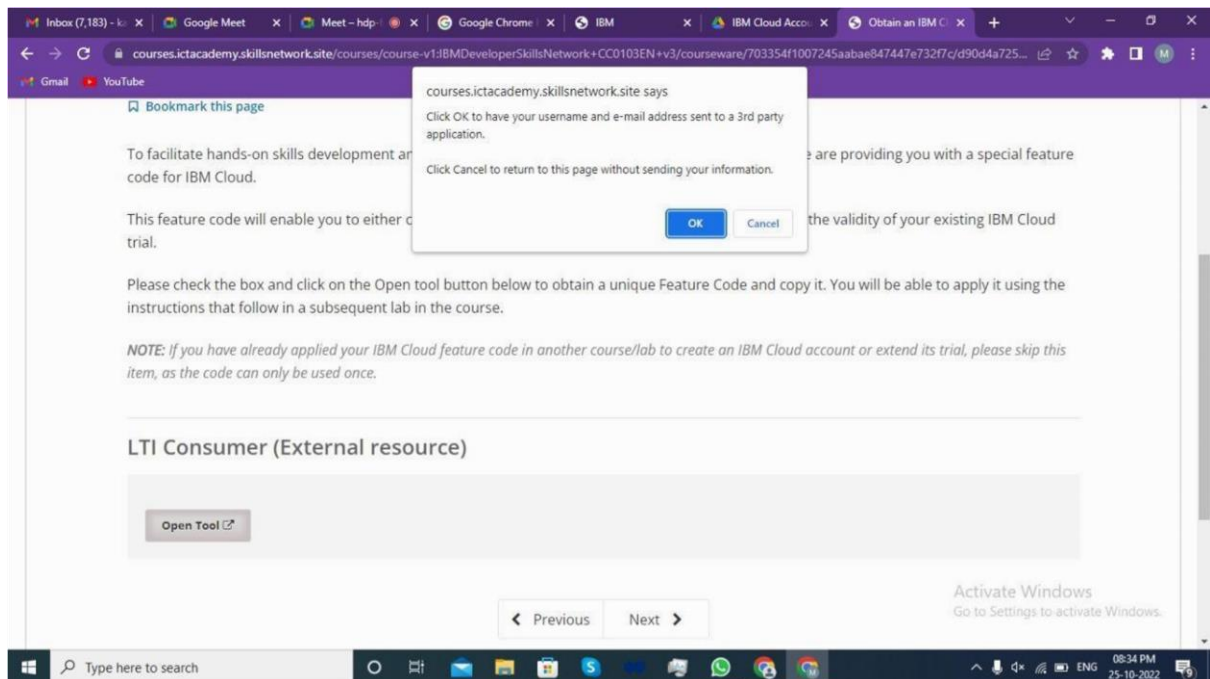 Inbox (7,183) - ka
Google Meet
Meet – hdp-
Google Chrome
IBM
IBM Cloud Accou
Obtain an IBM Cl
courses.ictacademy.skillsnetwork.site/courses/course-v1:IBMDeveloperSkillsNetwork+CC0103EN+v3/courseware/703354f1007245aabae847447e732f7c/d90d4a725...
M
Gmail
YouTube
courses.ictacademy.skillsnetwork.site says
Click OK to have your username and e-mail address sent to a 3rd party
application.
Click Cancel to return to this page without sending your information.
OK
Cancel
Bookmark this page
To facilitate hands-on skills development ar e are providing you with a special feature
code for IBM Cloud.
This feature code will enable you to either c the validity of your existing IBM Cloud
trial.
Please check the box and click on the Open tool button below to obtain a unique Feature Code and copy it. You will be able to apply it using the
instructions that follow in a subsequent lab in the course.
NOTE: If you have already applied your IBM Cloud feature code in another course/lab to create an IBM Cloud account or extend its trial, please skip this
item, as the code can only be used once.
LTI Consumer (External resource)
Open Tool
Previous
Next
Activate Windows
Go to Settings to activate Windows.
Type here to search
ENG
08:34 PM
25-10-2022